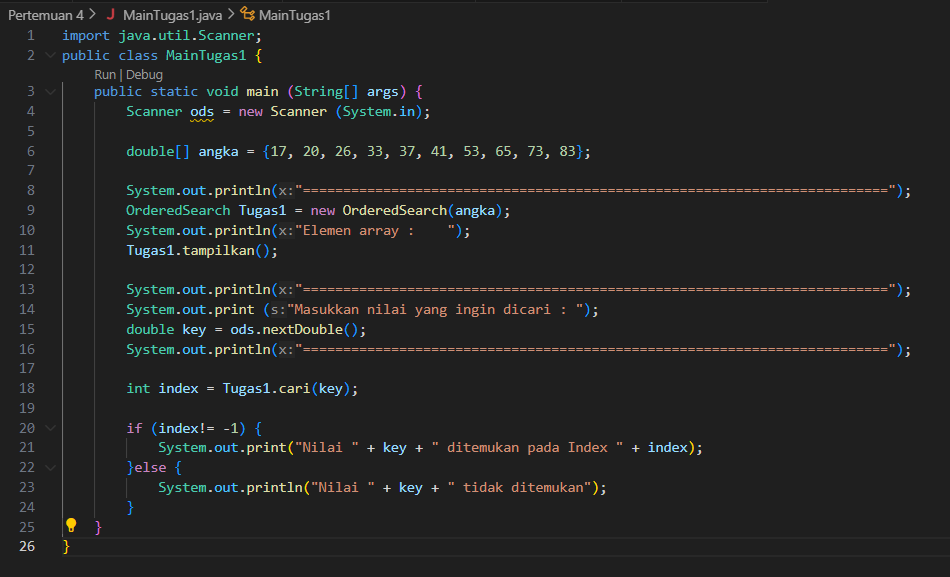 Pertemuan 4 > J MainTugas1.java > MainTugas1
1 import java.util.Scanner;
2 public class MainTugas1 {
Run | Debug
3 public static void main (String[] args) {
4 Scanner ods = new Scanner (System.in);
5
6 double[] angka = {17, 20, 26, 33, 37, 41, 53, 65, 73, 83};
7
8 System.out.println(x:"=========================================================================");
9 OrderedSearch Tugas1 = new OrderedSearch(angka);
10 System.out.println(x:"Elemen array :    ");
11 Tugas1.tampilkan();
12
13 System.out.println(x:"=========================================================================");
14 System.out.print (s:"Masukkan nilai yang ingin dicari : ");
15 double key = ods.nextDouble();
16 System.out.println(x:"=========================================================================");
17
18 int index = Tugas1.cari(key);
19
20 if (index!= -1) {
21 System.out.print("Nilai " + key + " ditemukan pada Index " + index);
22 }else {
23 System.out.println("Nilai " + key + " tidak ditemukan");
24 }
25 }
26 }